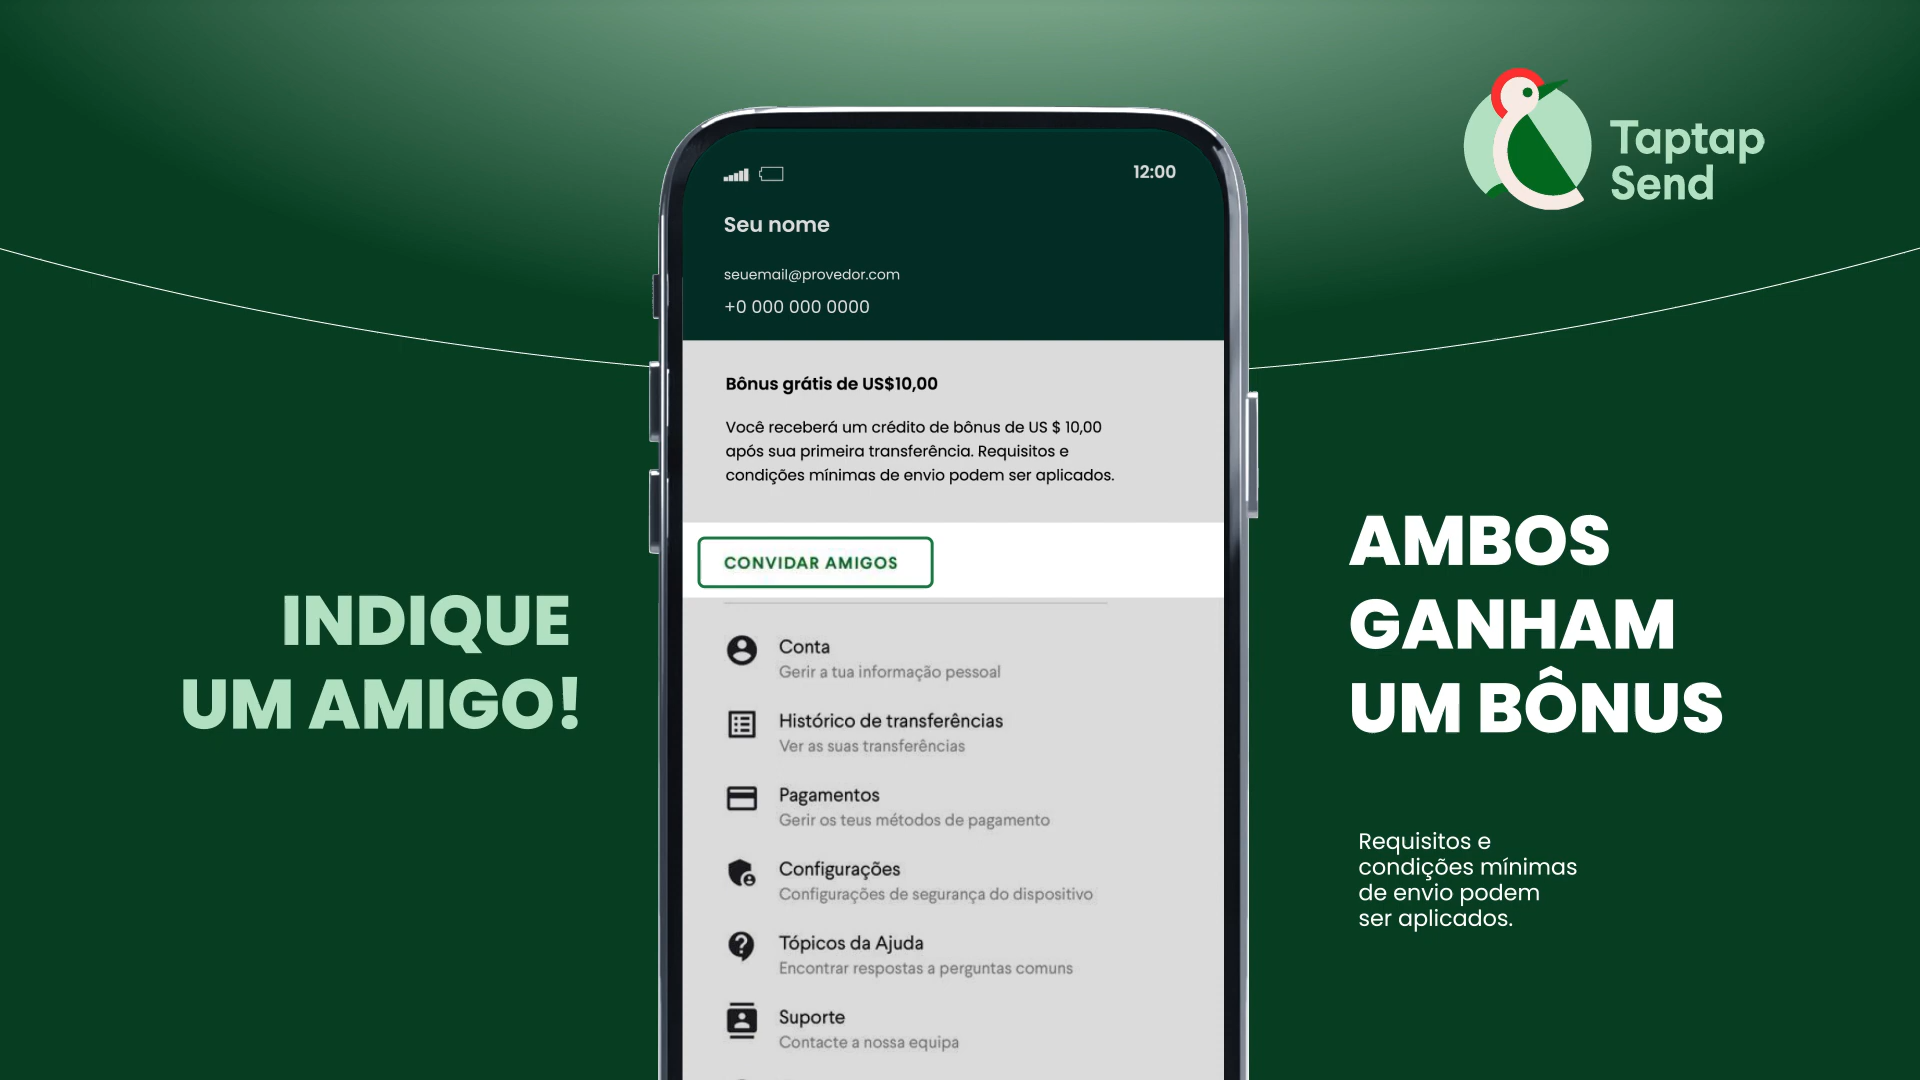 Taptap
Send
12:00
Seu nome
seuemail@provedor.com
+0 000 000 0000
Bônus grátis de US$10,00
Você receberá um crédito de bônus de US $ 10,00
após sua primeira transferência. Requisitos e
condições mínimas de envio podem ser aplicados.
CONVIDAR AMIGOS
Conta
Gerir a tua informação pessoal
Histórico de transferências
Ver as suas transferências
Pagamentos
Gerir os teus métodos de pagamento
Configurações
Configurações de segurança do dispositivo
Tópicos da Ajuda
Encontrar respostas a perguntas comuns
Suporte
Contacte a nossa equipa
INDIQUE
UM AMIGO!
AMBOS
GANHAM
UM BÔNUS
Requisitos e
condições mínimas
de envio podem
ser aplicados.